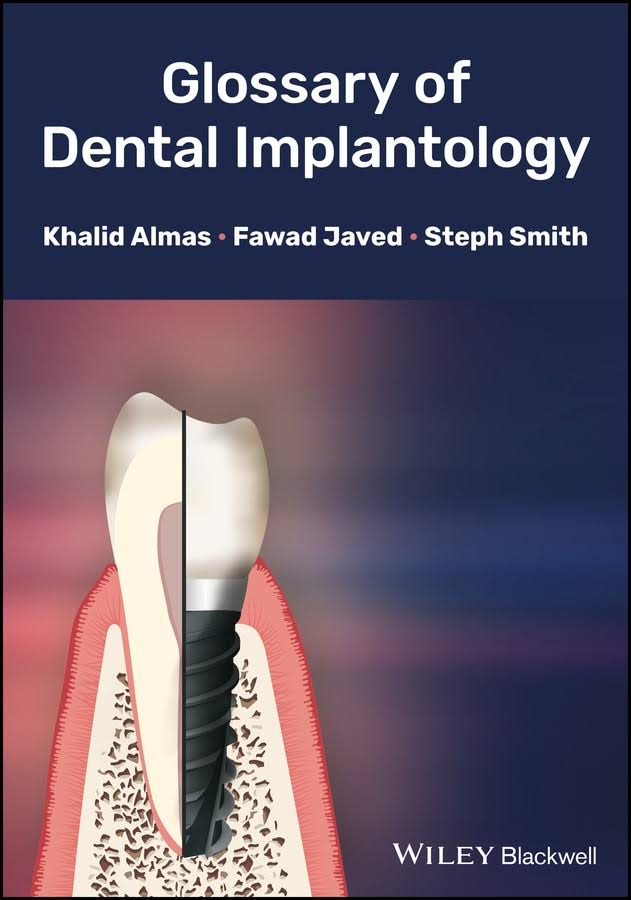 Glossary of
Dental Implantology
Khalid Almas • Fawad Javed • Steph Smith
WILEY Blackwell